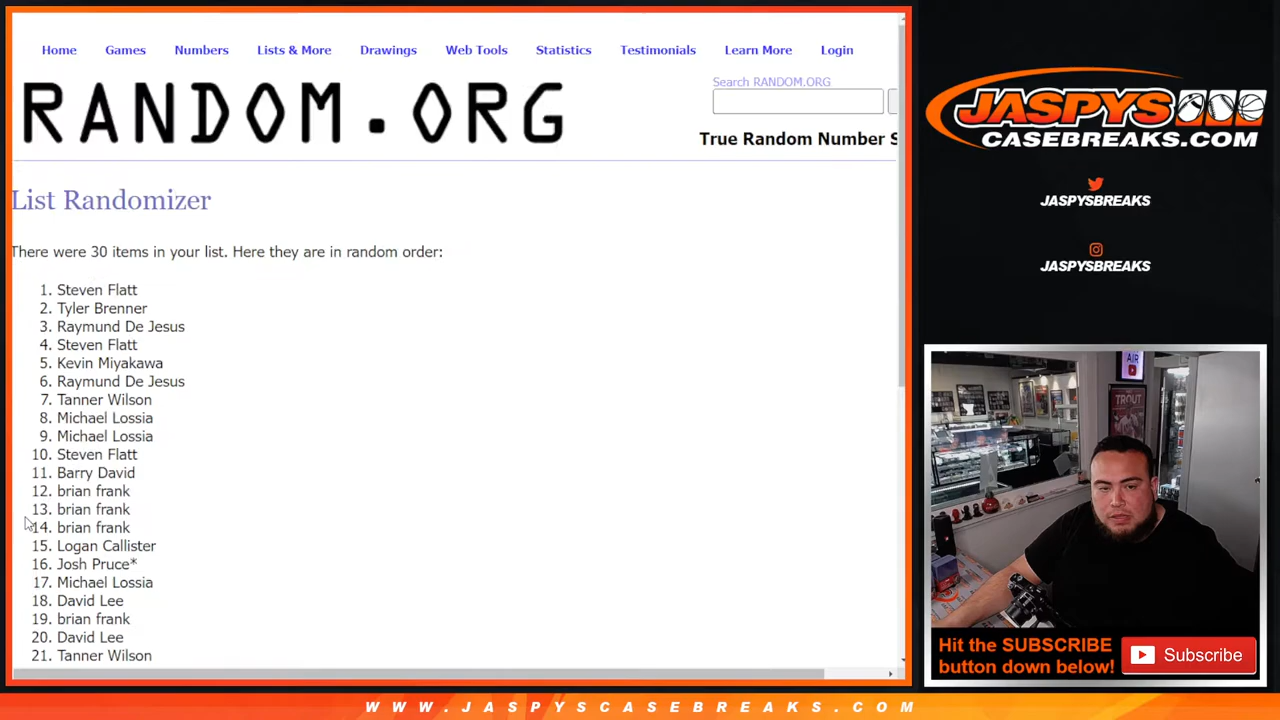 Home Games Numbers Lists & More Drawings Web Tools Statistics Testimonials Learn More Login
RANDOM.ORG
Search RANDOM.ORG
True Random Number S
List Randomizer
There were 30 items in your list. Here they are in random order:
1. Steven Flatt
2. Tyler Brenner
3. Raymund De Jesus
4. Steven Flatt
5. Kevin Miyakawa
6. Raymund De Jesus
7. Tanner Wilson
8. Michael Lossia
9. Michael Lossia
10. Steven Flatt
11. Barry David
12. brian frank
13. brian frank
14. brian frank
15. Logan Callister
16. Josh Pruce*
17. Michael Lossia
18. David Lee
19. brian frank
20. David Lee
21. Tanner Wilson
JASPYS
CASEBREAKS.COM
JASPYSBREAKS
JASPYSBREAKS
AIR
TROUT
Hit the SUBSCRIBE
button down below!
Subscribe
WWW.JASPYSCASEBREAKS.COM